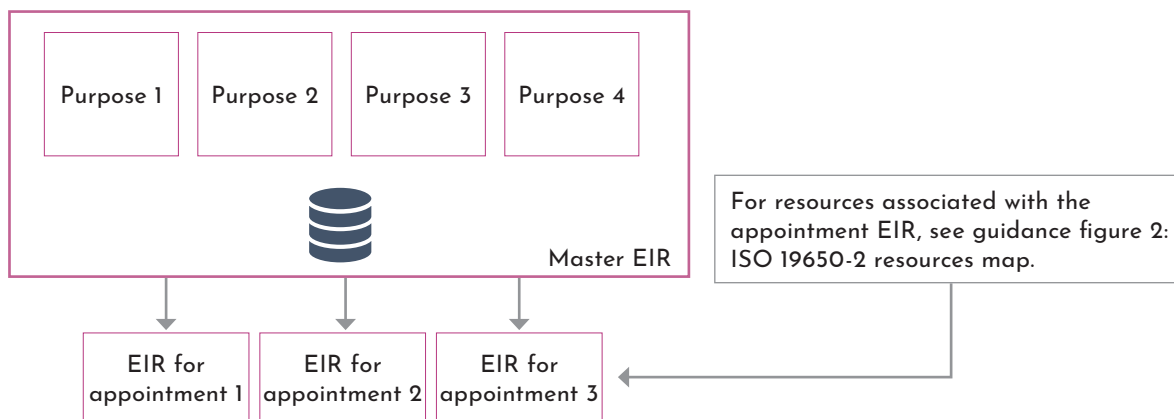 Purpose 1
Purpose 2
Purpose 3
Purpose 4
Master EIR
For resources associated with the
appointment EIR, see guidance figure 2:
ISO 19650-2 resources map.
EIR for
appointment 1
EIR for
appointment 2
EIR for
appointment 3